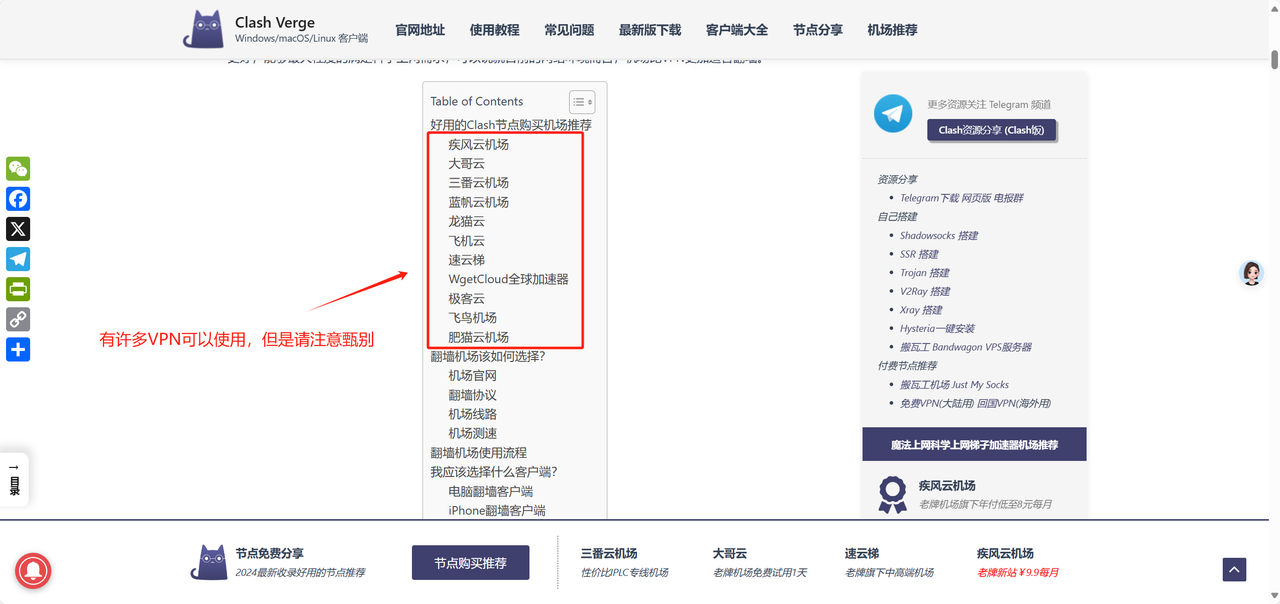 Clash Verge
Windows/macOS/Linux 客户端
官网地址
使用教程
常见问题
最新版下载
客户端大全
节点分享
机场推荐
Table of Contents
好用的Clash节点购买机场推荐
疾风云机场
大哥云
三番云机场
蓝帆云机场
龙猫云
飞机云
速云梯
WgetCloud全球加速器
极客云
飞鸟机场
肥猫云机场
翻墙机场该如何选择?
机场官网
翻墙协议
机场线路
机场测速
翻墙机场使用流程
我应该选择什么客户端?
电脑翻墙客户端
iPhone翻墙客户端
有许多VPN可以使用，但是请注意甄别
→
目录
更多资源关注 Telegram 频道
Clash资源分享 (Clash饭)
资源分享
Telegram下载 网页版 电报群
自己搭建
Shadowsocks 搭建
SSR 搭建
Trojan 搭建
V2Ray 搭建
Xray 搭建
Hysteria一键安装
搬瓦工 Bandwagon VPS服务器
付费节点推荐
搬瓦工机场 Just My Socks
免费VPN(大陆用) 回国VPN(海外用)
魔法上网科学上网梯子加速器机场推荐
疾风云机场
老牌机场旗下年付低至8元每月
节点免费分享
2024最新收录好用的节点推荐
节点购买推荐
三番云机场
性价比IPLC专线机场
大哥云
老牌机场免费试用1天
速云梯
老牌旗下中高端机场
疾风云机场
老牌新站 ¥9.9每月